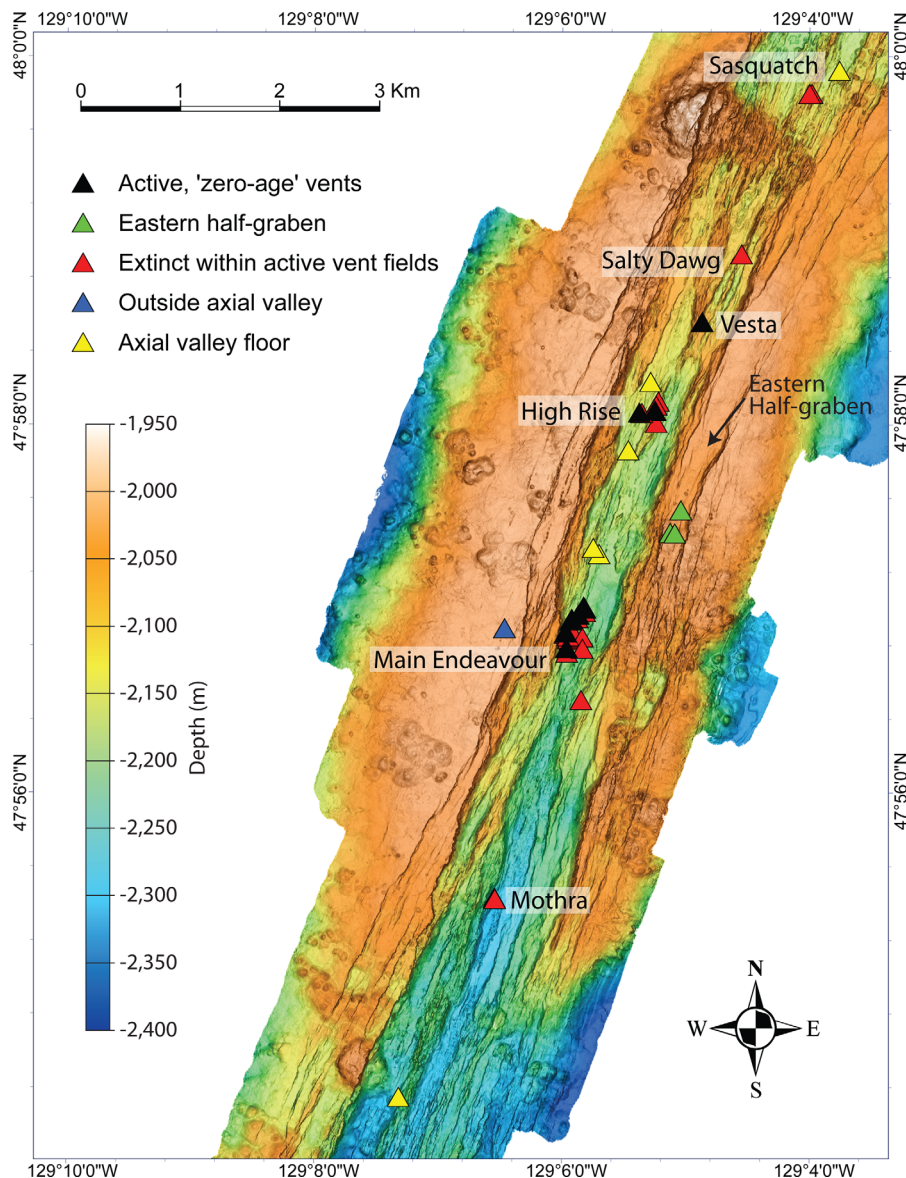 129°10'0"W 129°8'0"W 129°6'0"W 129°4'0"W
48°0'0"N
48°0'0"N
Sasquatch
0 1 2 3 Km
Active, 'zero-age' vents
Eastern half-graben
Extinct within active vent fields
Outside axial valley
Axial valley floor
Salty Dawg
Vesta
High Rise
Eastern
Half-graben
47°58'0"N
47°58'0"N
-1,950
-2,000
-2,050
-2,100
-2,150
-2,200
-2,250
-2,300
-2,350
-2,400
Depth (m)
Main Endeavour
47°56'0"N
47°56'0"N
Mothra
N
W E
S
129°10'0"W 129°8'0"W 129°6'0"W 129°4'0"W